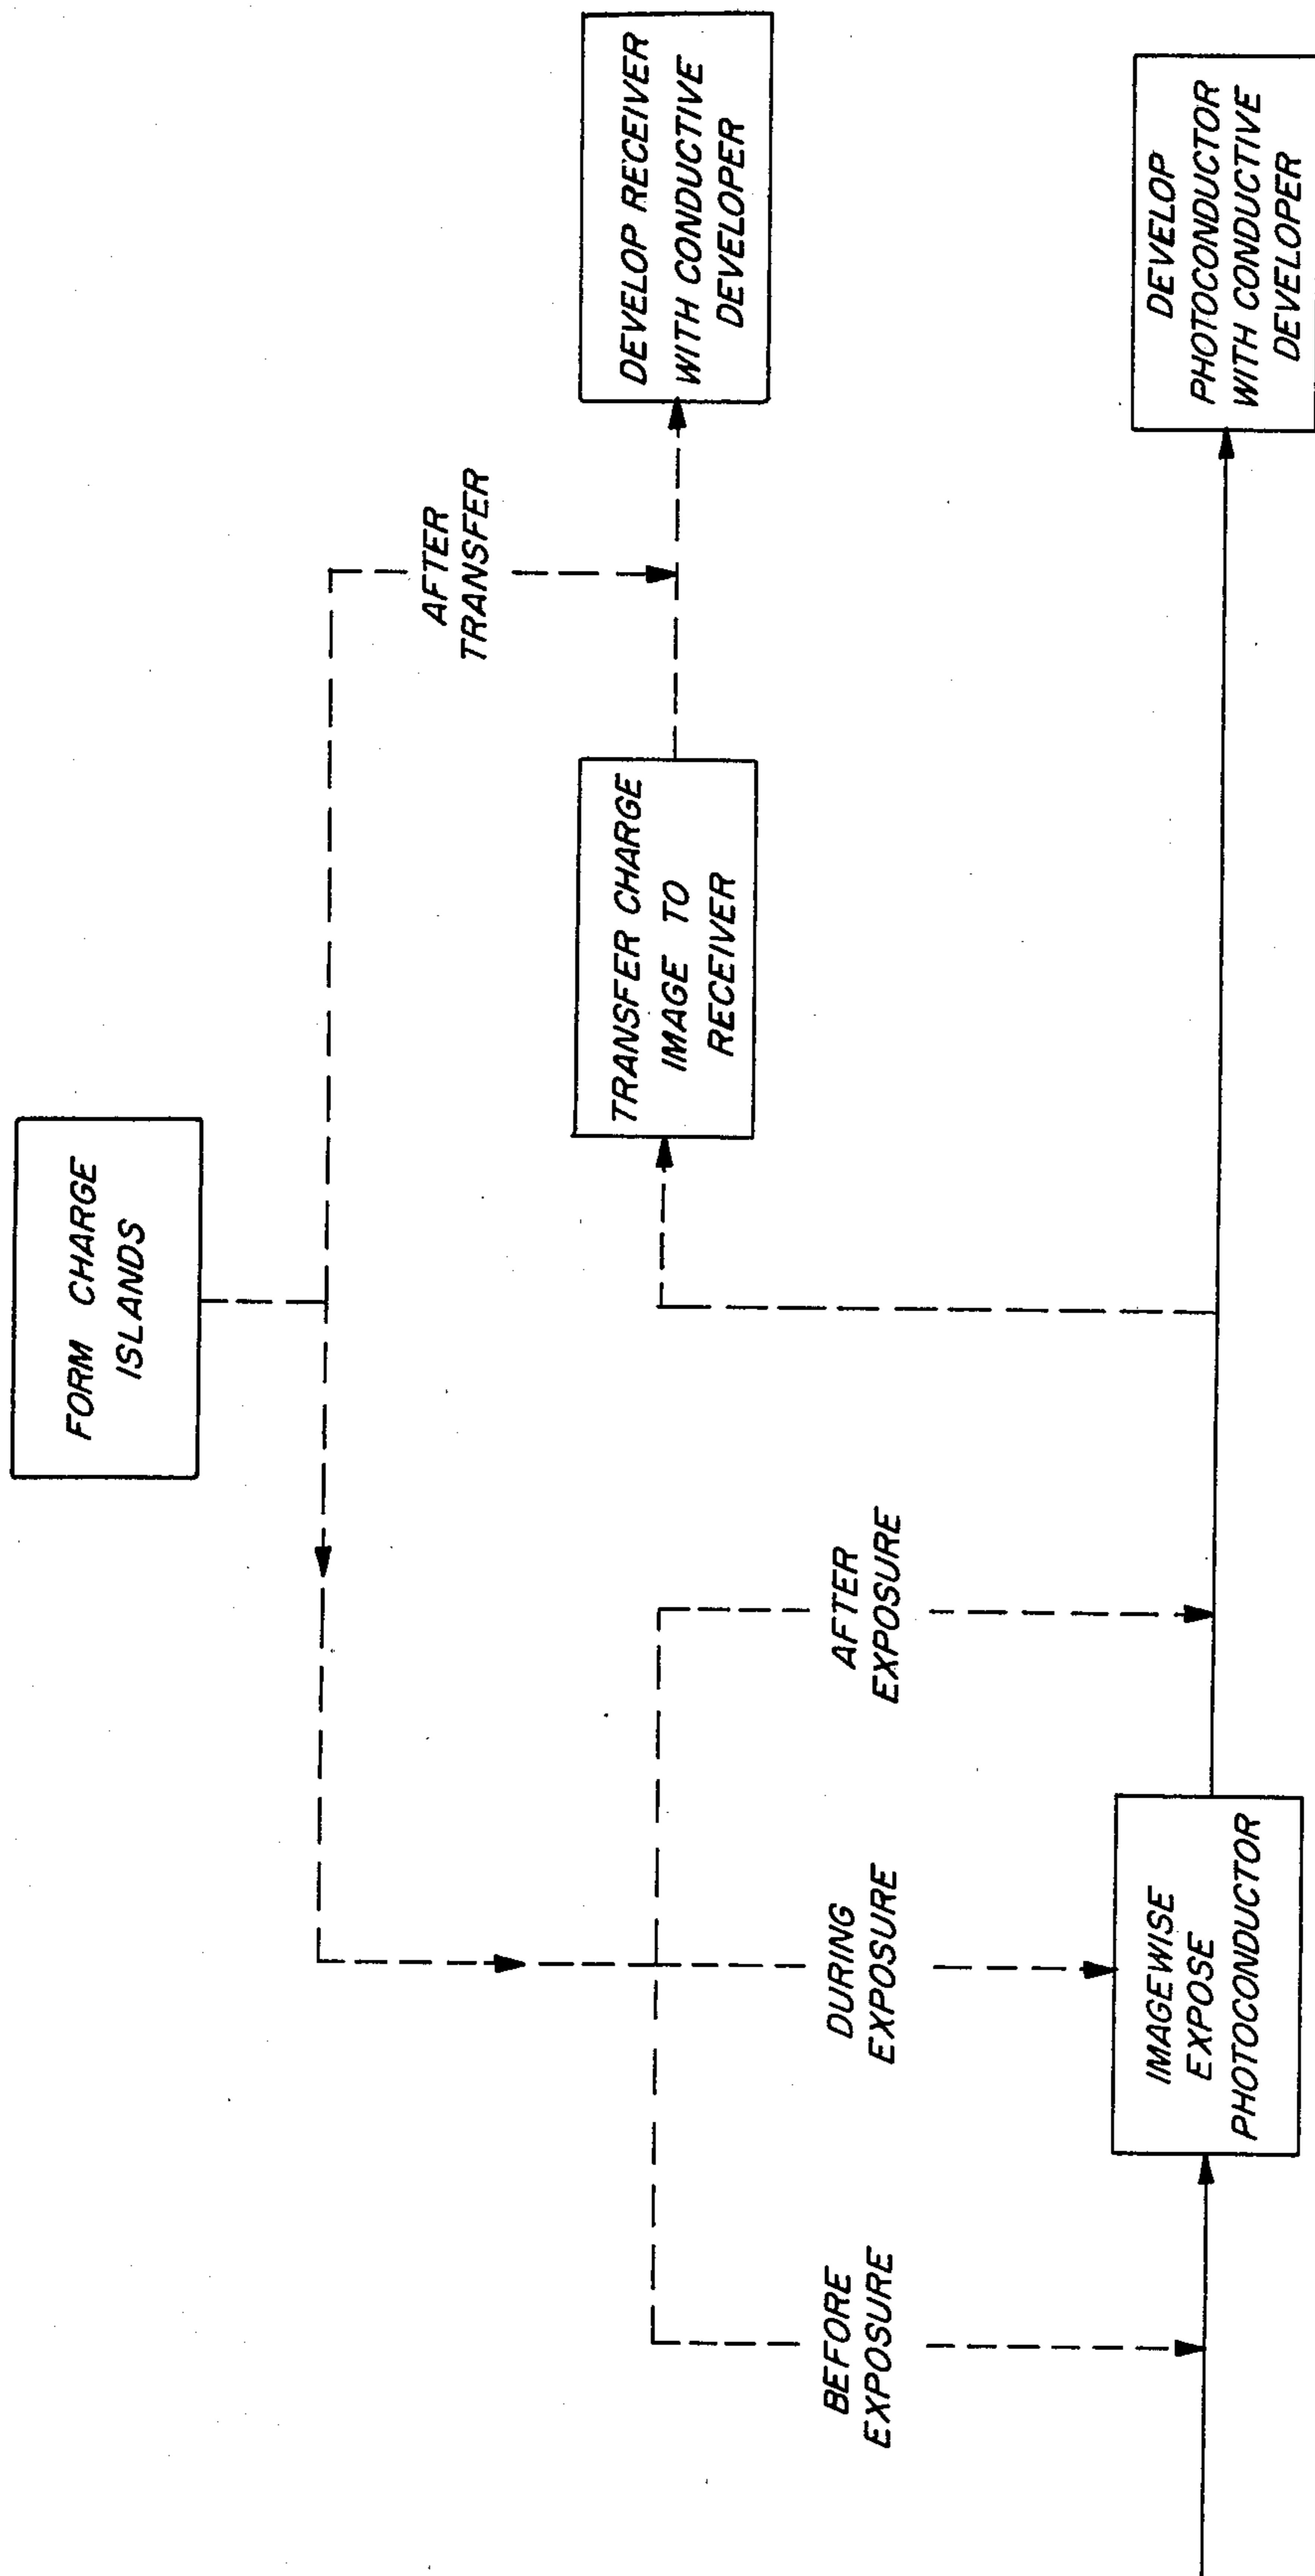 FORM CHARGE
ISLANDS
AFTER
TRANSFER
TRANSFER CHARGE
IMAGE TO
RECEIVER
DEVELOP RECEIVER
WITH CONDUCTIVE
DEVELOPER
BEFORE
EXPOSURE
DURING
EXPOSURE
AFTER
EXPOSURE
IMAGEWISE
EXPOSE
PHOTOCONDUCTOR
DEVELOP
PHOTOCONDUCTOR
WITH CONDUCTIVE
DEVELOPER